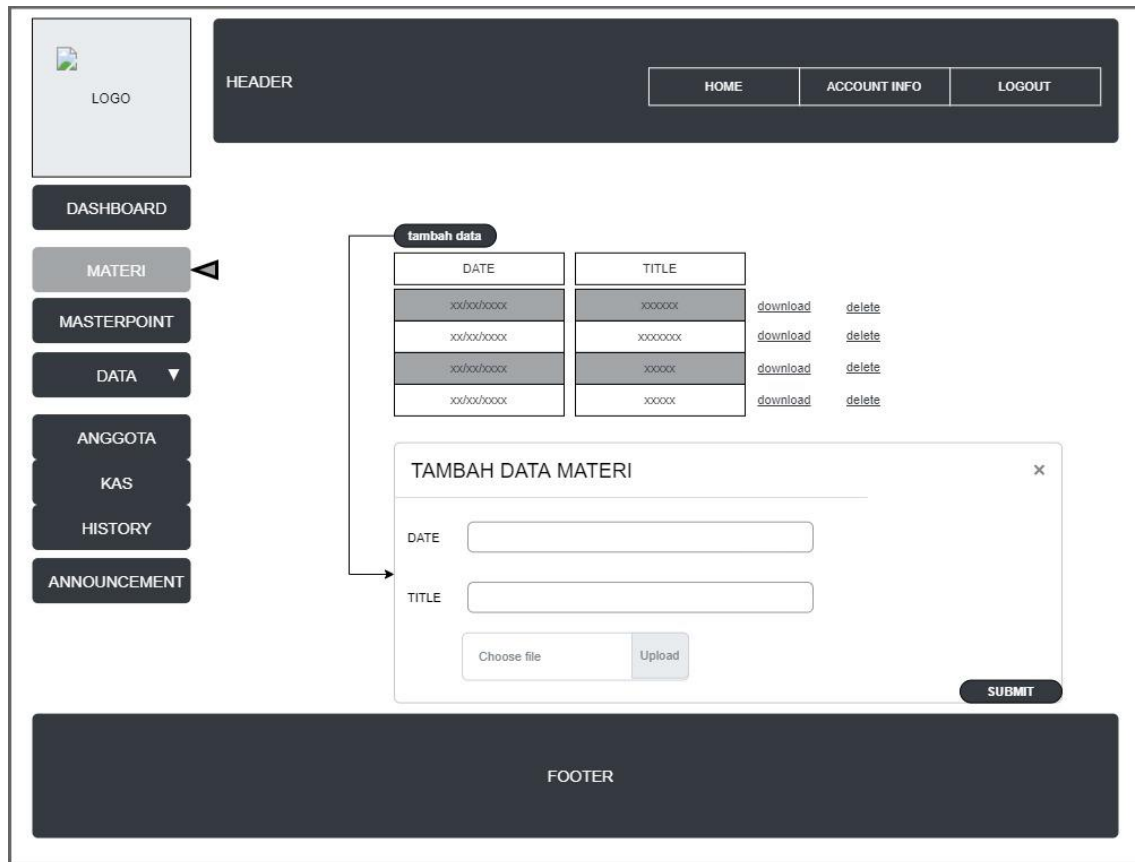 LOGO
HEADER
HOME ACCOUNT INFO LOGOUT
DASHBOARD
MATERI
MASTERPOINT
DATA ▼
ANGGOTA
KAS
HISTORY
ANNOUNCEMENT
tambah data
DATE TITLE
xx/xx/xxxx xxxxxx download delete
xx/xx/xxxx xxxxxxx download delete
xx/xx/xxxx xxxxx download delete
xx/xx/xxxx xxxxx download delete
TAMBAH DATA MATERI ×
DATE
TITLE
Choose file Upload
SUBMIT
FOOTER